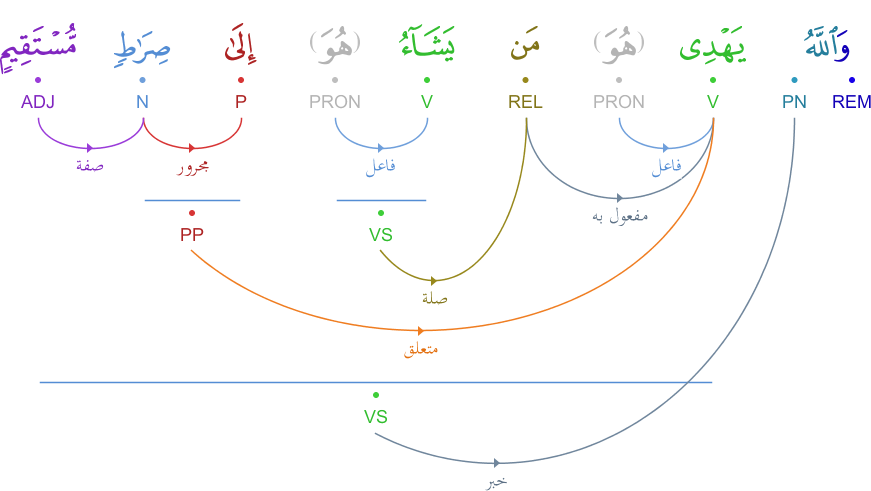 وَٱللَّهُ يَهْدِى (هُوَ) مَن يَشَآءُ (هُوَ) إِلَىٰ صِرَٰطٍ مُّسْتَقِيمٍ
REM PN V PRON REL V PRON P N ADJ
فاعل فاعل مجرور صفة
مفعول به
VS PP
صلة
متعلق
VS
خبر